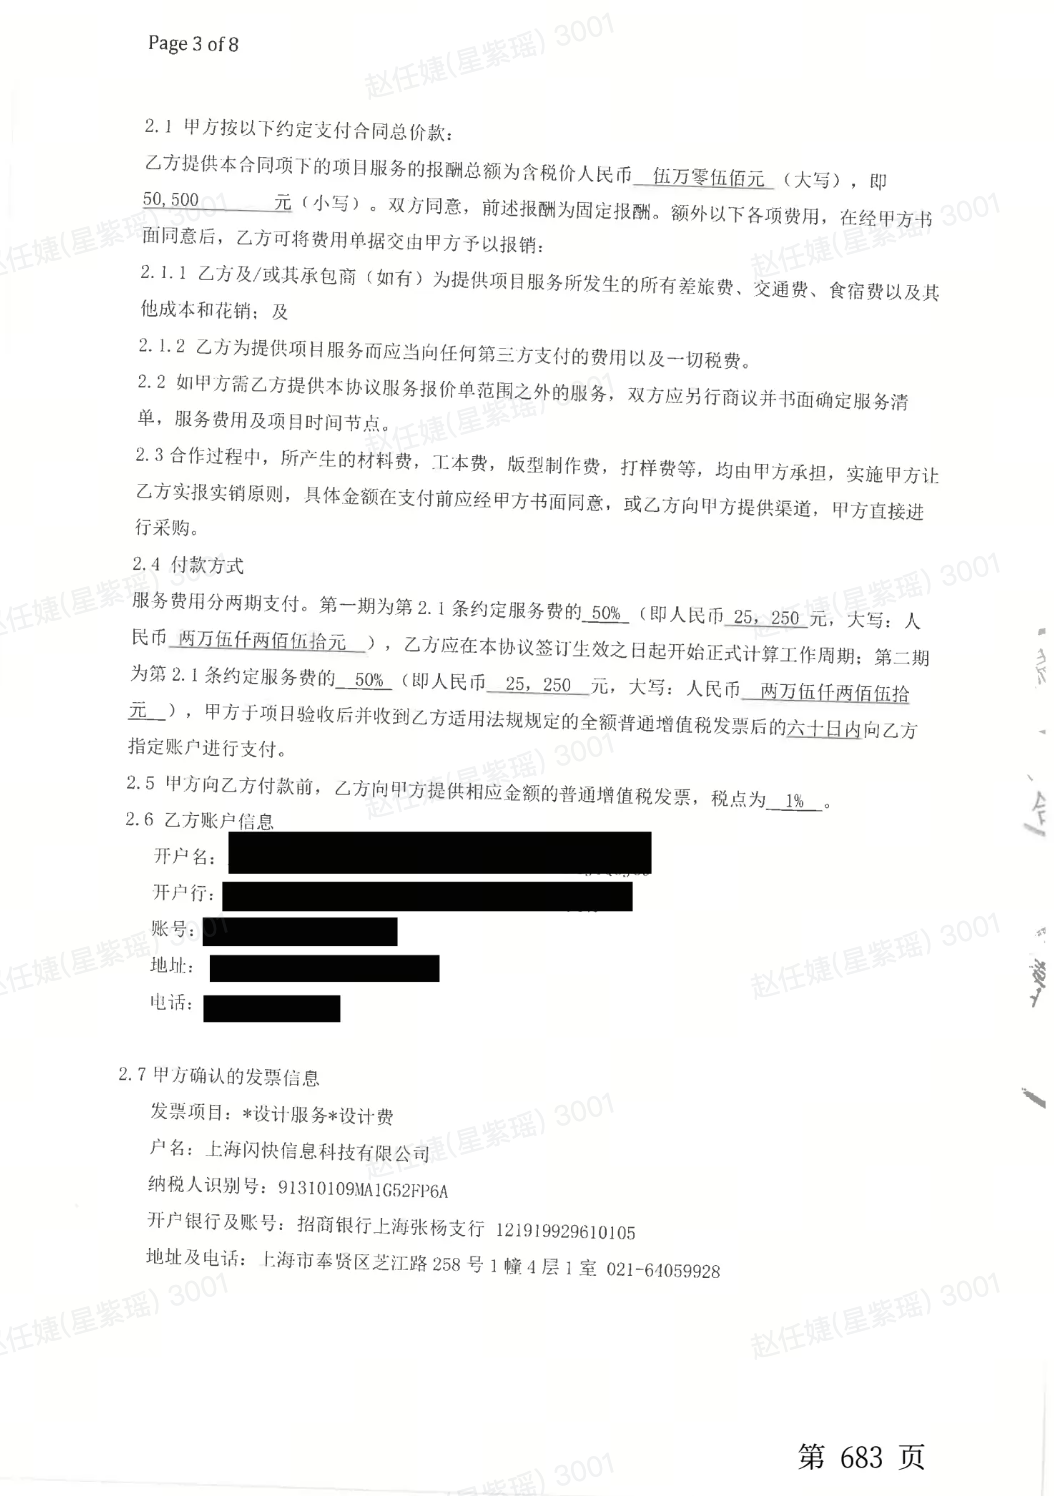 Page 3 of 8
2.1 甲方按以下约定支付合同总价款：
乙方提供本合同项下的项目服务的报酬总额为含税价人民币 伍万零伍佰元 （大写），即
50,500 元（小写）。双方同意，前述报酬为固定报酬。额外以下各项费用，在经甲方书
面同意后，乙方可将费用单据交由甲方予以报销：
2.1.1 乙方及/或其承包商（如有）为提供项目服务所发生的所有差旅费、交通费、食宿费以及其
他成本和花销；及
2.1.2 乙方为提供项目服务而应当向任何第三方支付的费用以及一切税费。
2.2 如甲方需乙方提供本协议服务报价单范围之外的服务，双方应另行商议并书面确定服务清
单，服务费用及项目时间节点。
2.3 合作过程中，所产生的材料费，工本费，版型制作费，打样费等，均由甲方承担，实施甲方让
乙方实报实销原则，具体金额在支付前应经甲方书面同意，或乙方向甲方提供渠道，甲方直接进
行采购。
2.4 付款方式
服务费用分两期支付。第一期为第 2.1 条约定服务费的 50% （即人民币 25，250 元，大写：人
民币 两万伍仟两佰伍拾元 ），乙方应在本协议签订生效之日起开始正式计算工作周期；第二期
为第 2.1 条约定服务费的 50% （即人民币 25，250 元，大写：人民币 两万伍仟两佰伍拾
元 ），甲方于项目验收后并收到乙方适用法规规定的全额普通增值税发票后的六十日内向乙方
指定账户进行支付。
2.5 甲方向乙方付款前，乙方向甲方提供相应金额的普通增值税发票，税点为 1% 。
2.6 乙方账户信息
开户名：
开户行：
账号：
地址：
电话：
2.7 甲方确认的发票信息
发票项目：*设计服务*设计费
户名：上海闪快信息科技有限公司
纳税人识别号：91310109MA1G52FP6A
开户银行及账号：招商银行上海张杨支行 121919929610105
地址及电话：上海市奉贤区芝江路 258 号 1 幢 4 层 1 室 021-64059928
第 683 页
赵任婕(星紫瑶) 3001